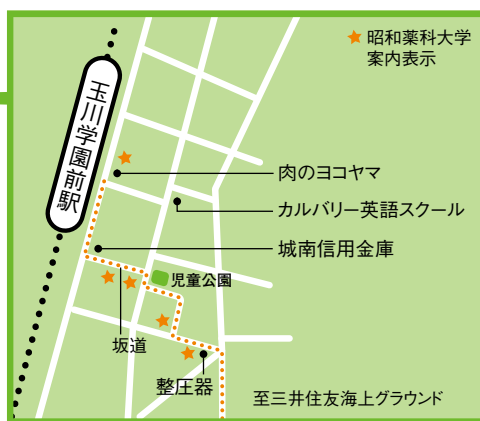 昭和薬科大学
案内表示
玉川学園前駅
肉のヨコヤマ
カルバリー英語スクール
城南信用金庫
児童公園
坂道
整圧器
至三井住友海上グラウンド